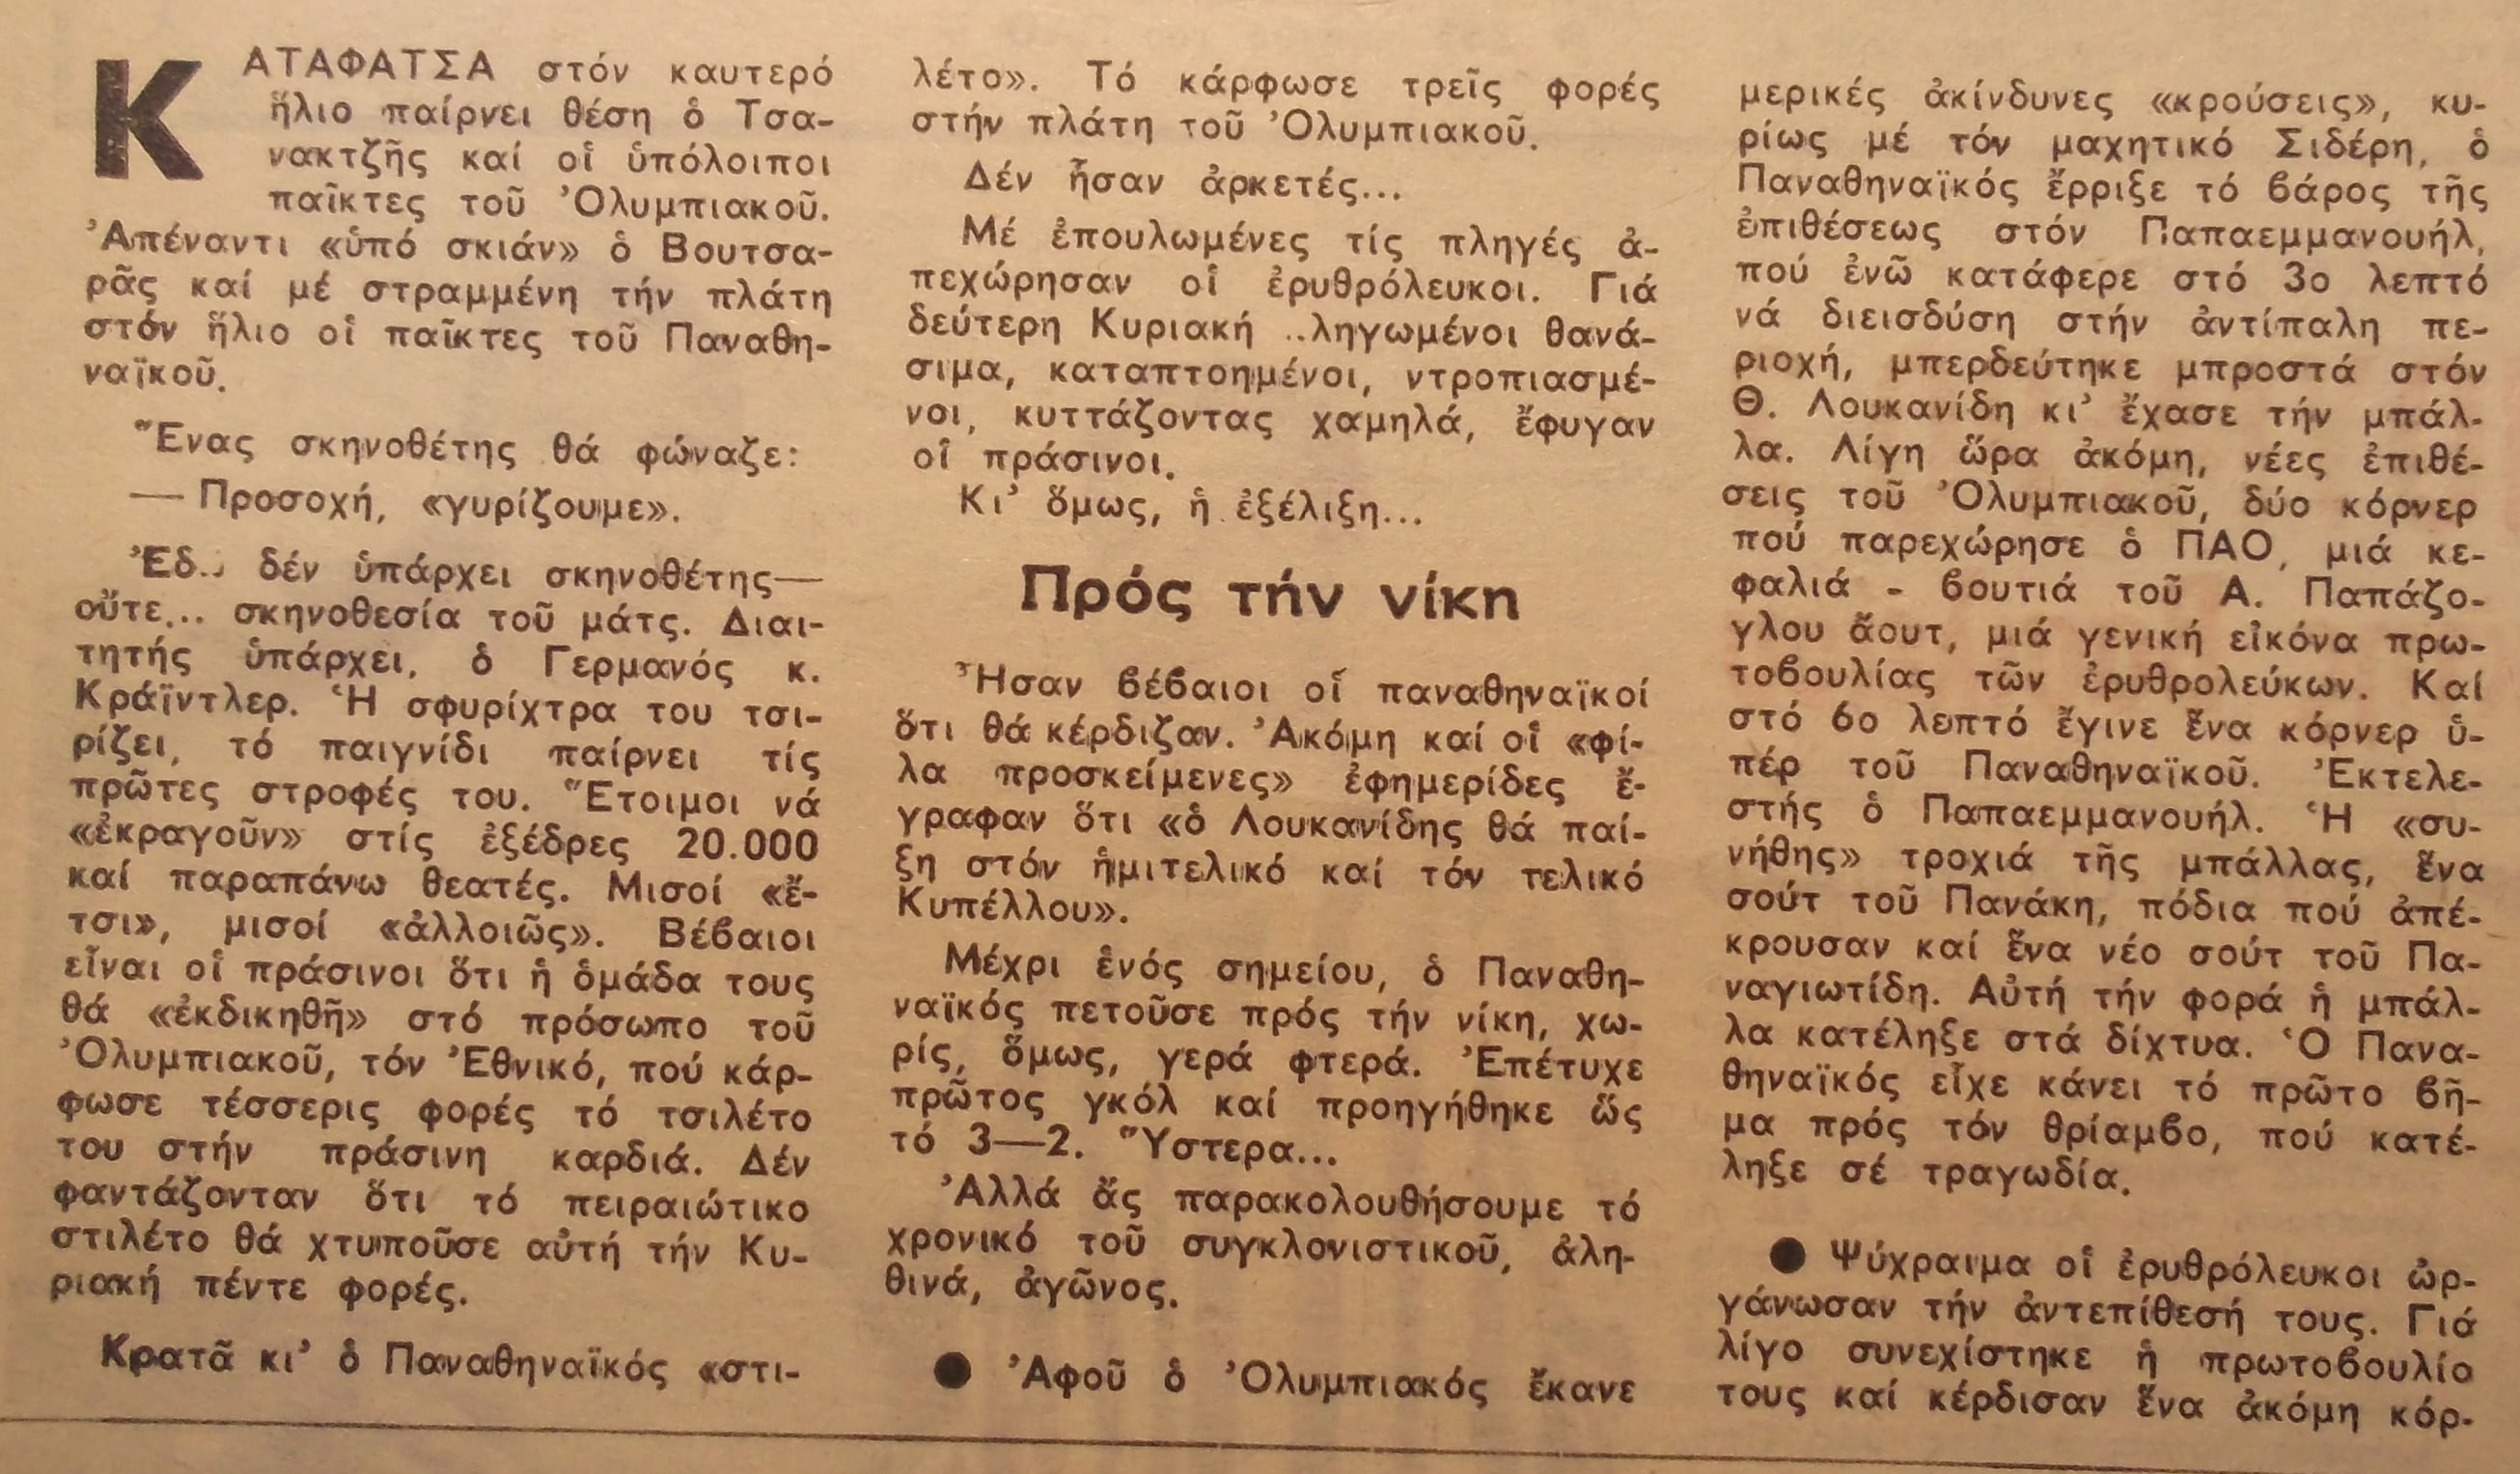 ΚΑΤΑΦΑΤΣΑ στόν καυτερό
ἥλιο παίρνει θέση ὁ Τσα-
νακτζῆς καί οἱ ὑπόλοιποι
παῖκτες τοῦ Ὀλυμπιακοῦ.
Ἀπέναντι «ὑπό σκιάν» ὁ Βουτσα-
ρᾶς καί μέ στραμμένη τήν πλάτη
στόν ἥλιο οἱ παῖκτες τοῦ Παναθη-
ναϊκοῦ.
Ἕνας σκηνοθέτης θά φώναζε:
— Προσοχή, «γυρίζουμε».
δέν ὑπάρχει σκηνοθέτης—
οὔτε... σκηνοθεσία τοῦ μάτς. Διαι-
τητής ὑπάρχει, ὁ Γερμανός κ.
Κράϊντλερ. Ἡ σφυρίχτρα του τσι-
ρίζει, τό παιγνίδι παίρνει τίς
πρῶτες στροφές του. Ἕτοιμοι νά
«ἐκραγοῦν» στίς ἐξέδρες 20.000
καί παραπάνω θεατές. Μισοί «ἔ-
τσι», μισοί «ἀλλοιῶς». Βέβαιοι
εἶναι οἱ πράσινοι ὅτι ἡ ὁμάδα τους
θά «ἐκδικηθῆ» στό πρόσωπο τοῦ
Ὀλυμπιακοῦ, τόν Ἐθνικό, πού κάρ-
φωσε τέσσερις φορές τό τσιλέτο
του στήν πράσινη καρδιά. Δέν
φαντάζονταν ὅτι τό πειραιώτικο
στιλέτο θά χτυποῦσε αὐτή τήν Κυ-
ριακή πέντε φορές.
Κρατᾶ κι' ὁ Παναθηναϊκός «στι-
λέτο». Τό κάρφωσε τρεῖς φορές
στήν πλάτη τοῦ Ὀλυμπιακοῦ.
Δέν ἦσαν ἀρκετές...
Μέ ἐπουλωμένες τίς πληγές ἀ-
πεχώρησαν οἱ ἐρυθρόλευκοι. Γιά
δεύτερη Κυριακή ..ληγωμένοι θανά-
σιμα, καταπτοημένοι, ντροπιασμέ-
νοι, κυττάζοντας χαμηλά, ἔφυγαν
οἱ πράσινοι.
Κι' ὅμως, ἡ ἐξέλιξη...
Πρός τήν νίκη
Ἦσαν βέβαιοι οἱ παναθηναϊκοί
ὅτι θά κέρδιζαν. Ἀκόμη καί οἱ «φί-
λα προσκείμενες» ἐφημερίδες ἔ-
γραφαν ὅτι «ὁ Λουκανίδης θά παί-
ξη στόν ἡμιτελικό καί τόν τελικό
Κυπέλλου».
Μέχρι ἑνός σημείου, ὁ Παναθη-
ναϊκός πετοῦσε πρός τήν νίκη, χω-
ρίς, ὅμως, γερά φτερά. Ἐπέτυχε
πρῶτος γκόλ καί προηγήθηκε ὥς
τό 3—2. Ὕστερα...
Ἀλλά ἄς παρακολουθήσουμε τό
χρονικό τοῦ συγκλονιστικοῦ, ἀλη-
θινά, ἀγῶνος.
● Ἀφοῦ ὁ Ὀλυμπιακός ἔκανε
μερικές ἀκίνδυνες «κρούσεις», κυ-
ρίως μέ τόν μαχητικό Σιδέρη, ὁ
Παναθηναϊκός ἔρριξε τό βάρος τῆς
ἐπιθέσεως στόν Παπαεμμανουήλ,
πού ἐνῶ κατάφερε στό 3ο λεπτό
νά διεισδύση στήν ἀντίπαλη πε-
ριοχή, μπερδεύτηκε μπροστά στόν
Θ. Λουκανίδη κι' ἔχασε τήν μπάλ-
λα. Λίγη ὥρα ἀκόμη, νέες ἐπιθέ-
σεις τοῦ Ὀλυμπιακοῦ, δύο κόρνερ
πού παρεχώρησε ὁ ΠΑΟ, μιά κε-
φαλιά - βουτιά τοῦ Α. Παπάζο-
γλου ἄουτ, μιά γενική εἰκόνα πρω-
τοβουλίας τῶν ἐρυθρολεύκων. Καί
στό 6ο λεπτό ἔγινε ἕνα κόρνερ ὑ-
πέρ τοῦ Παναθηναϊκοῦ. Ἐκτελε-
στής ὁ Παπαεμμανουήλ. Ἡ «συ-
νήθης» τροχιά τῆς μπάλλας, ἕνα
σούτ τοῦ Πανάκη, πόδια πού ἀπέ-
κρουσαν καί ἕνα νέο σούτ τοῦ Πα-
ναγιωτίδη. Αὐτή τήν φορά ἡ μπάλ-
λα κατέληξε στά δίχτυα. Ὁ Πανα-
θηναϊκός εἶχε κάνει τό πρῶτο βῆ-
μα πρός τόν θρίαμβο, πού κατέ-
ληξε σέ τραγωδία.
● Ψύχραιμα οἱ ἐρυθρόλευκοι ὠρ-
γάνωσαν τήν ἀντεπίθεσή τους. Γιά
λίγο συνεχίστηκε ἡ πρωτοβουλία
τους καί κέρδισαν ἕνα ἀκόμη κόρ-